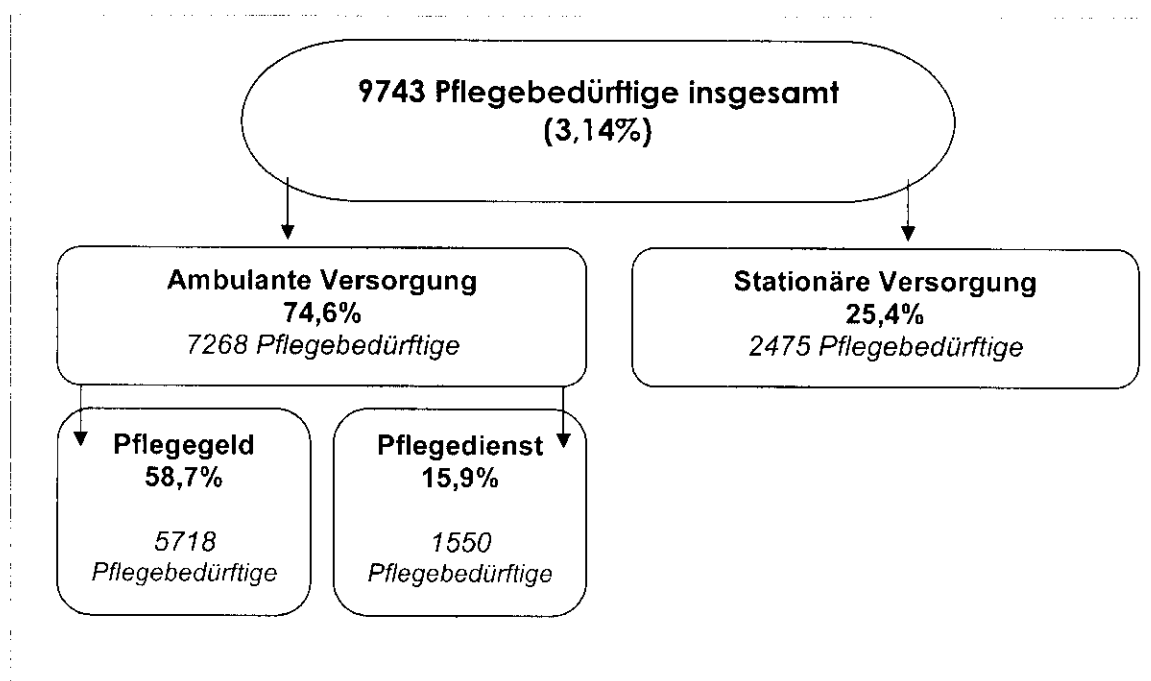 9743 Pflegebedürftige insgesamt
(3,14%)
Ambulante Versorgung
74,6%
7268 Pflegebedürftige
Stationäre Versorgung
25,4%
2475 Pflegebedürftige
Pflegegeld
58,7%
5718
Pflegebedürftige
Pflegedienst
15,9%
1550
Pflegebedürftige